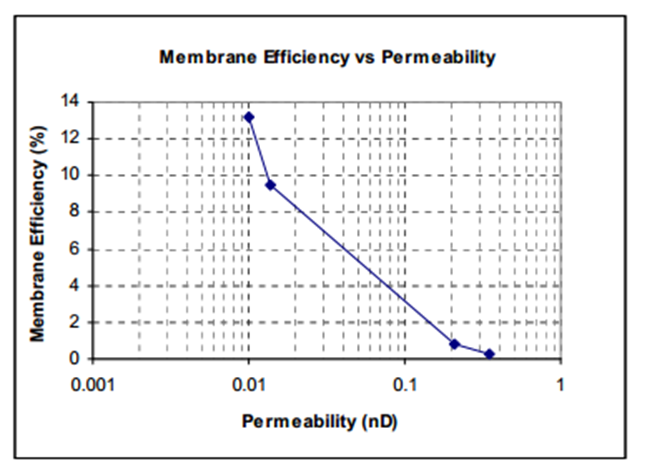 Membrane Efficiency vs Permeability
14
12
10
8
6
4
2
0
Membrane Efficiency (%)
0.001 0.01 0.1 1
Permeability (nD)